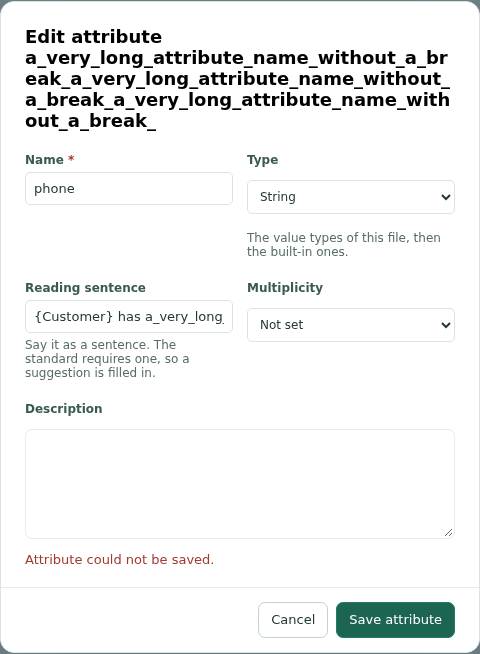 Edit attribute
a_very_long_attribute_name_without_a_br
eak_a_very_long_attribute_name_without_
a_break_a_very_long_attribute_name_with
out_a_break_
Name *
Type
phone
String
The value types of this file, then
the built-in ones.
Reading sentence
Multiplicity
{Customer} has a_very_long_
Not set
Say it as a sentence. The
standard requires one, so a
suggestion is filled in.
Description
Attribute could not be saved.
Cancel
Save attribute